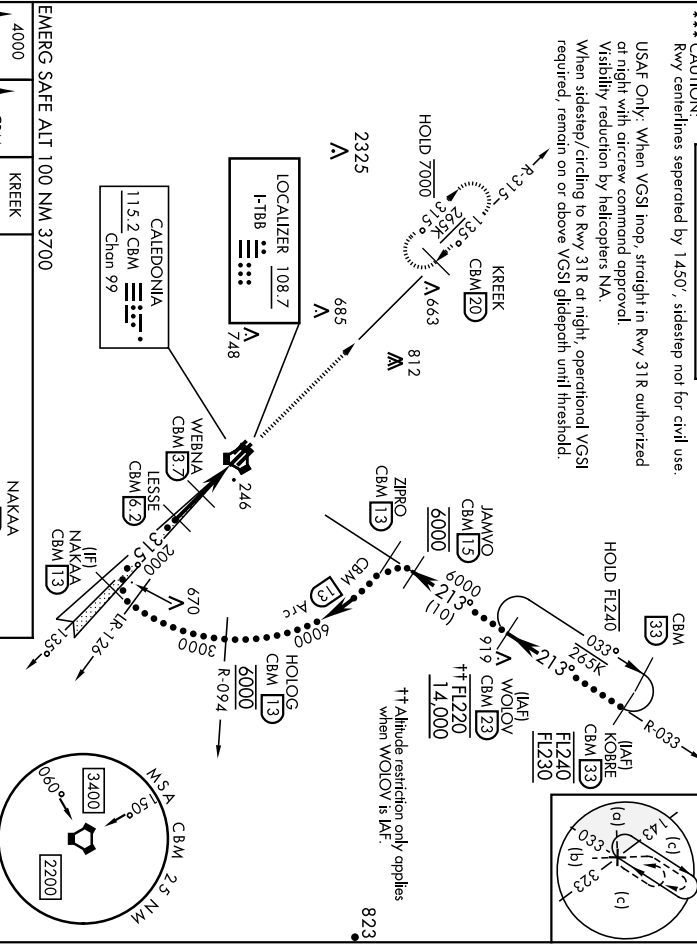 *** CAUTION:
Rwy centerlines seperated by 1450', sidestep not for civil use.
USAF Only: When VGSI inop, straight in Rwy 31R authorized
at night with aircrew command approval.
Visibility reduction by helicopters NA.
When sidestep/circling to Rwy 31R at night, operational VGSI
required, remain on or above VGSI glidepath until threshold.
CBM
33
HOLD FL240
033°
265K
213°
R-033
(IAF)
KOBRE
CBM 33
FL240
FL230
(a)
(b)
(c)
(c)
143
033
323
(IAF)
WOLOV
CBM 23
†† FL220
14,000
919
6000
213°
(10)
JAMVO
CBM 15
6000
ZIPRO
CBM 13
†† Altitude restriction only applies
when WOLOV is IAF.
823
HOLD 7000
R-315
135°
315°
265K
KREEK
CBM 20
663
812
2325
685
748
LOCALIZER 108.7
I-TBB
CALEDONIA
115.2 CBM
Chan 99
246
WEBNA
CBM 3.7
LESSE
CBM 6.2
315°
2000
(IF)
NAKAA
CBM 13
135°
LR-126
670
CBM 13 Arc
6000
3000
HOLOG
CBM 13
6000
R-094
MSA CBM 25 NM
150°
060°
3400
2200
EMERG SAFE ALT 100 NM 3700
4000
KREEK
NAKAA